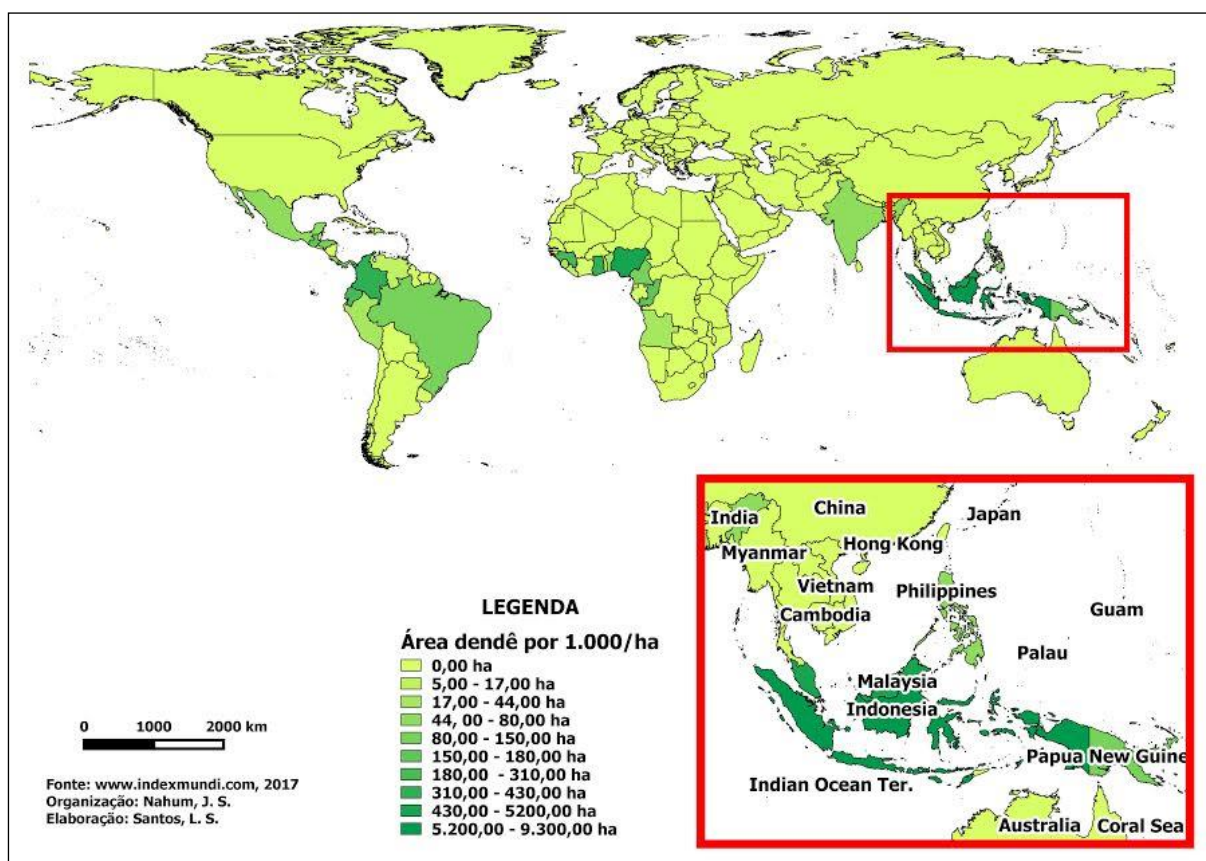 LEGENDA
Área dendê por 1.000/ha
0,00 ha
5,00 - 17,00 ha
17,00 - 44,00 ha
44, 00 - 80,00 ha
80,00 - 150,00 ha
150,00 - 180,00 ha
180,00 - 310,00 ha
310,00 - 430,00 ha
430,00 - 5200,00 ha
5.200,00 - 9.300,00 ha
0 1000 2000 km
Fonte: www.indexmundi.com, 2017
Organização: Nahum, J. S.
Elaboração: Santos, L. S.
China
India
Japan
Hong Kong
Myanmar
Vietnam
Philippines
Cambodia
Guam
Palau
Malaysia
Indonesia
Papua New Guine
Indian Ocean Ter.
Australia
Coral Sea